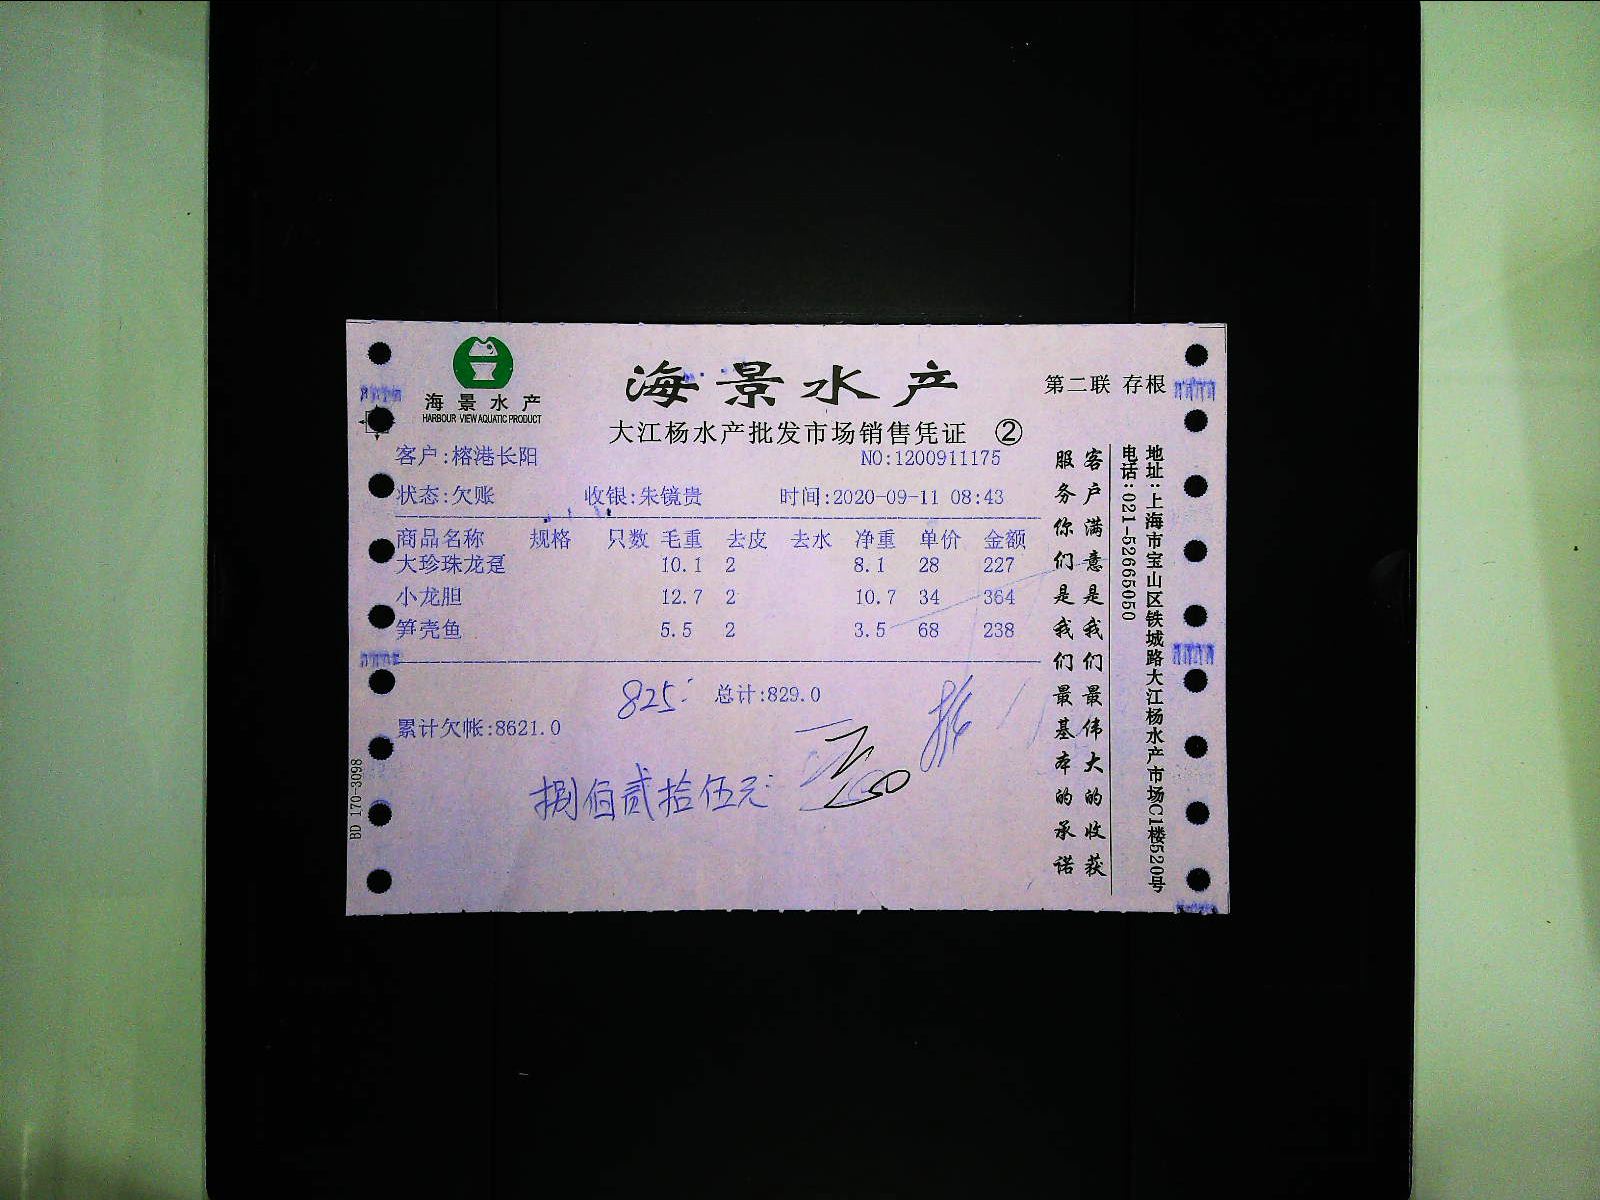 海景水产
HARBOUR VIEW AQUATIC PRODUCT
海景水产
第二联 存根
大江杨水产批发市场销售凭证 ②
客户:榕港长阳 NO:1200911175
状态:欠账 收银:朱镜贵 时间:2020-09-11 08:43
商品名称 规格 只数 毛重 去皮 去水 净重 单价 金额
大珍珠龙趸 10.1 2 8.1 28 227
小龙胆 12.7 2 10.7 34 364
笋壳鱼 5.5 2 3.5 68 238
825 总计:829.0
累计欠帐:8621.0
捌佰贰拾伍元
BD 170-3098
客户满意是我们最伟大的收获
服务你们是我们最基本的承诺
地址:上海市宝山区铁城路大江杨水产市场C1楼520号
电话:021-52665050